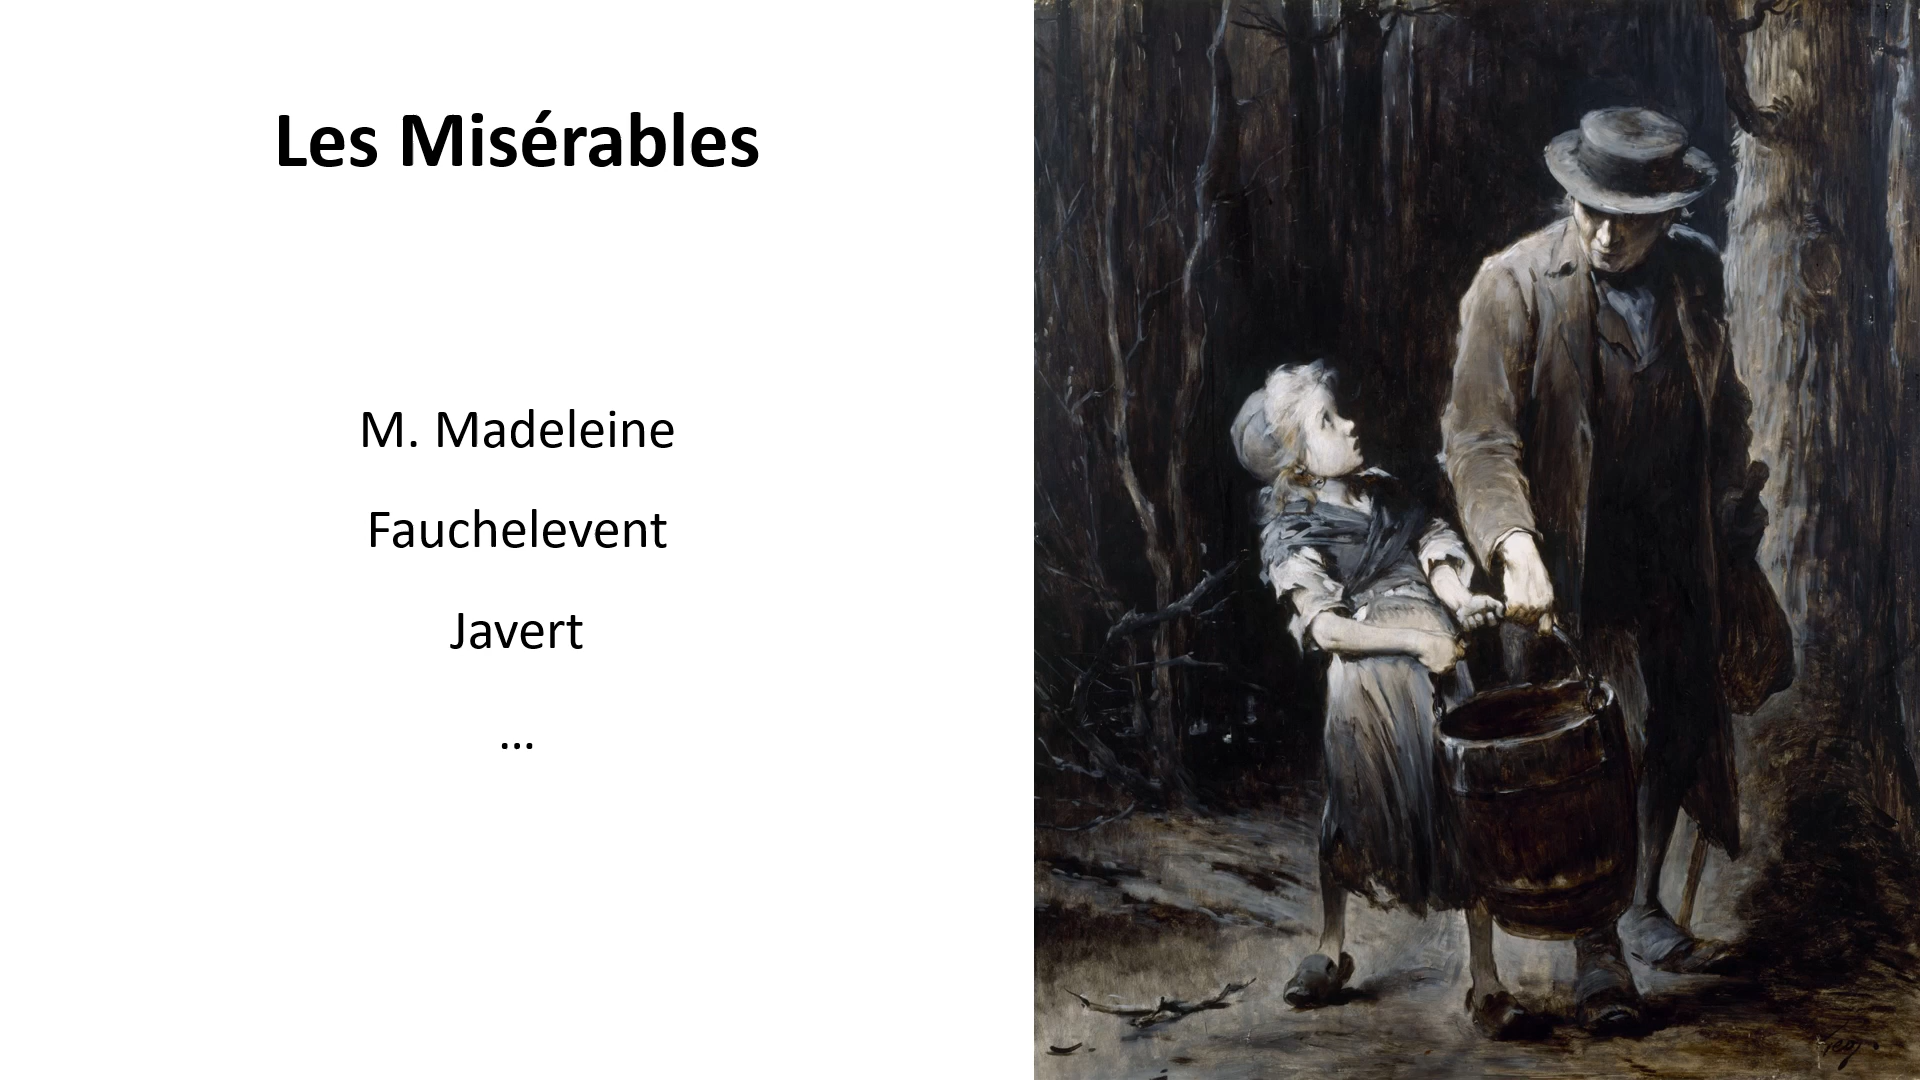 Les Misérables
M. Madeleine
Fauchelevent
Javert
...